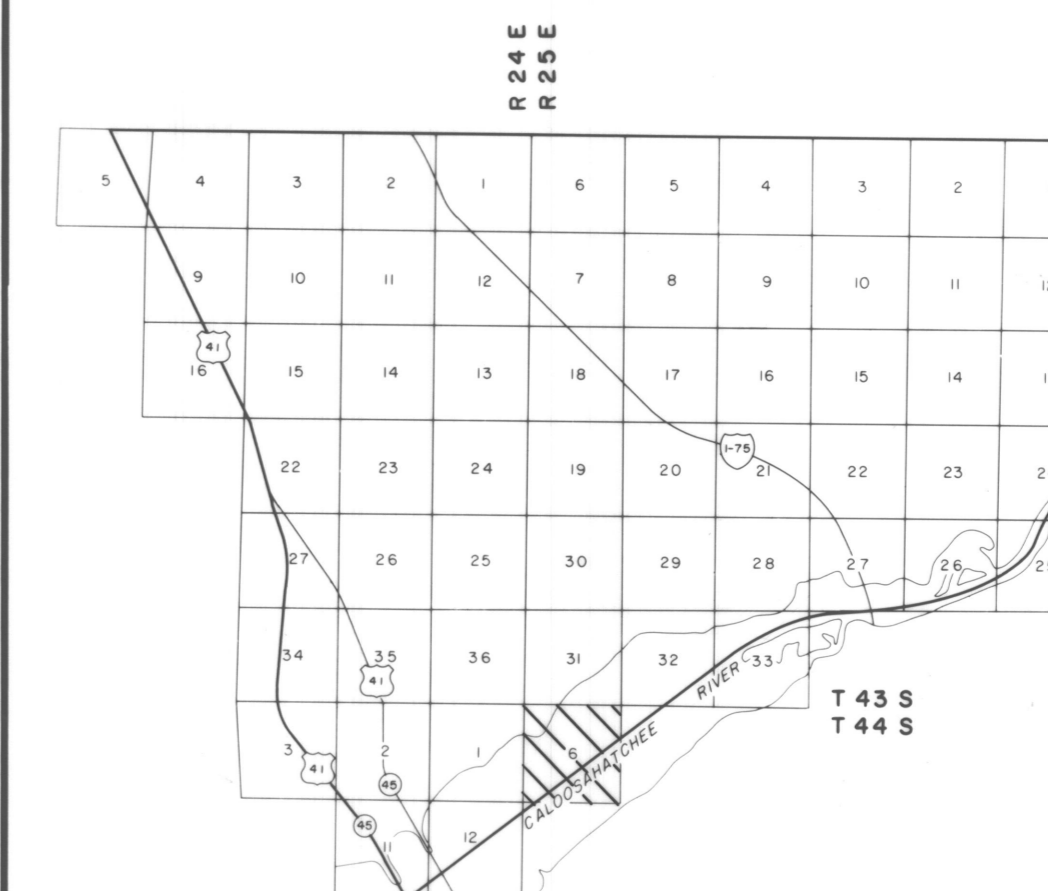 R 24 E
R 25 E
5 4 3 2 1 6 5 4 3 2
9 10 11 12 7 8 9 10 11
41
16 15 14 13 18 17 16 15 14
I-75
22 23 24 19 20 21 22 23
27 26 25 30 29 28 27 26
34 35 36 31 32 33
41
RIVER
T 43 S
T 44 S
3 2 1 6
41
45
CALOOSAHATCHEE
45
11 12